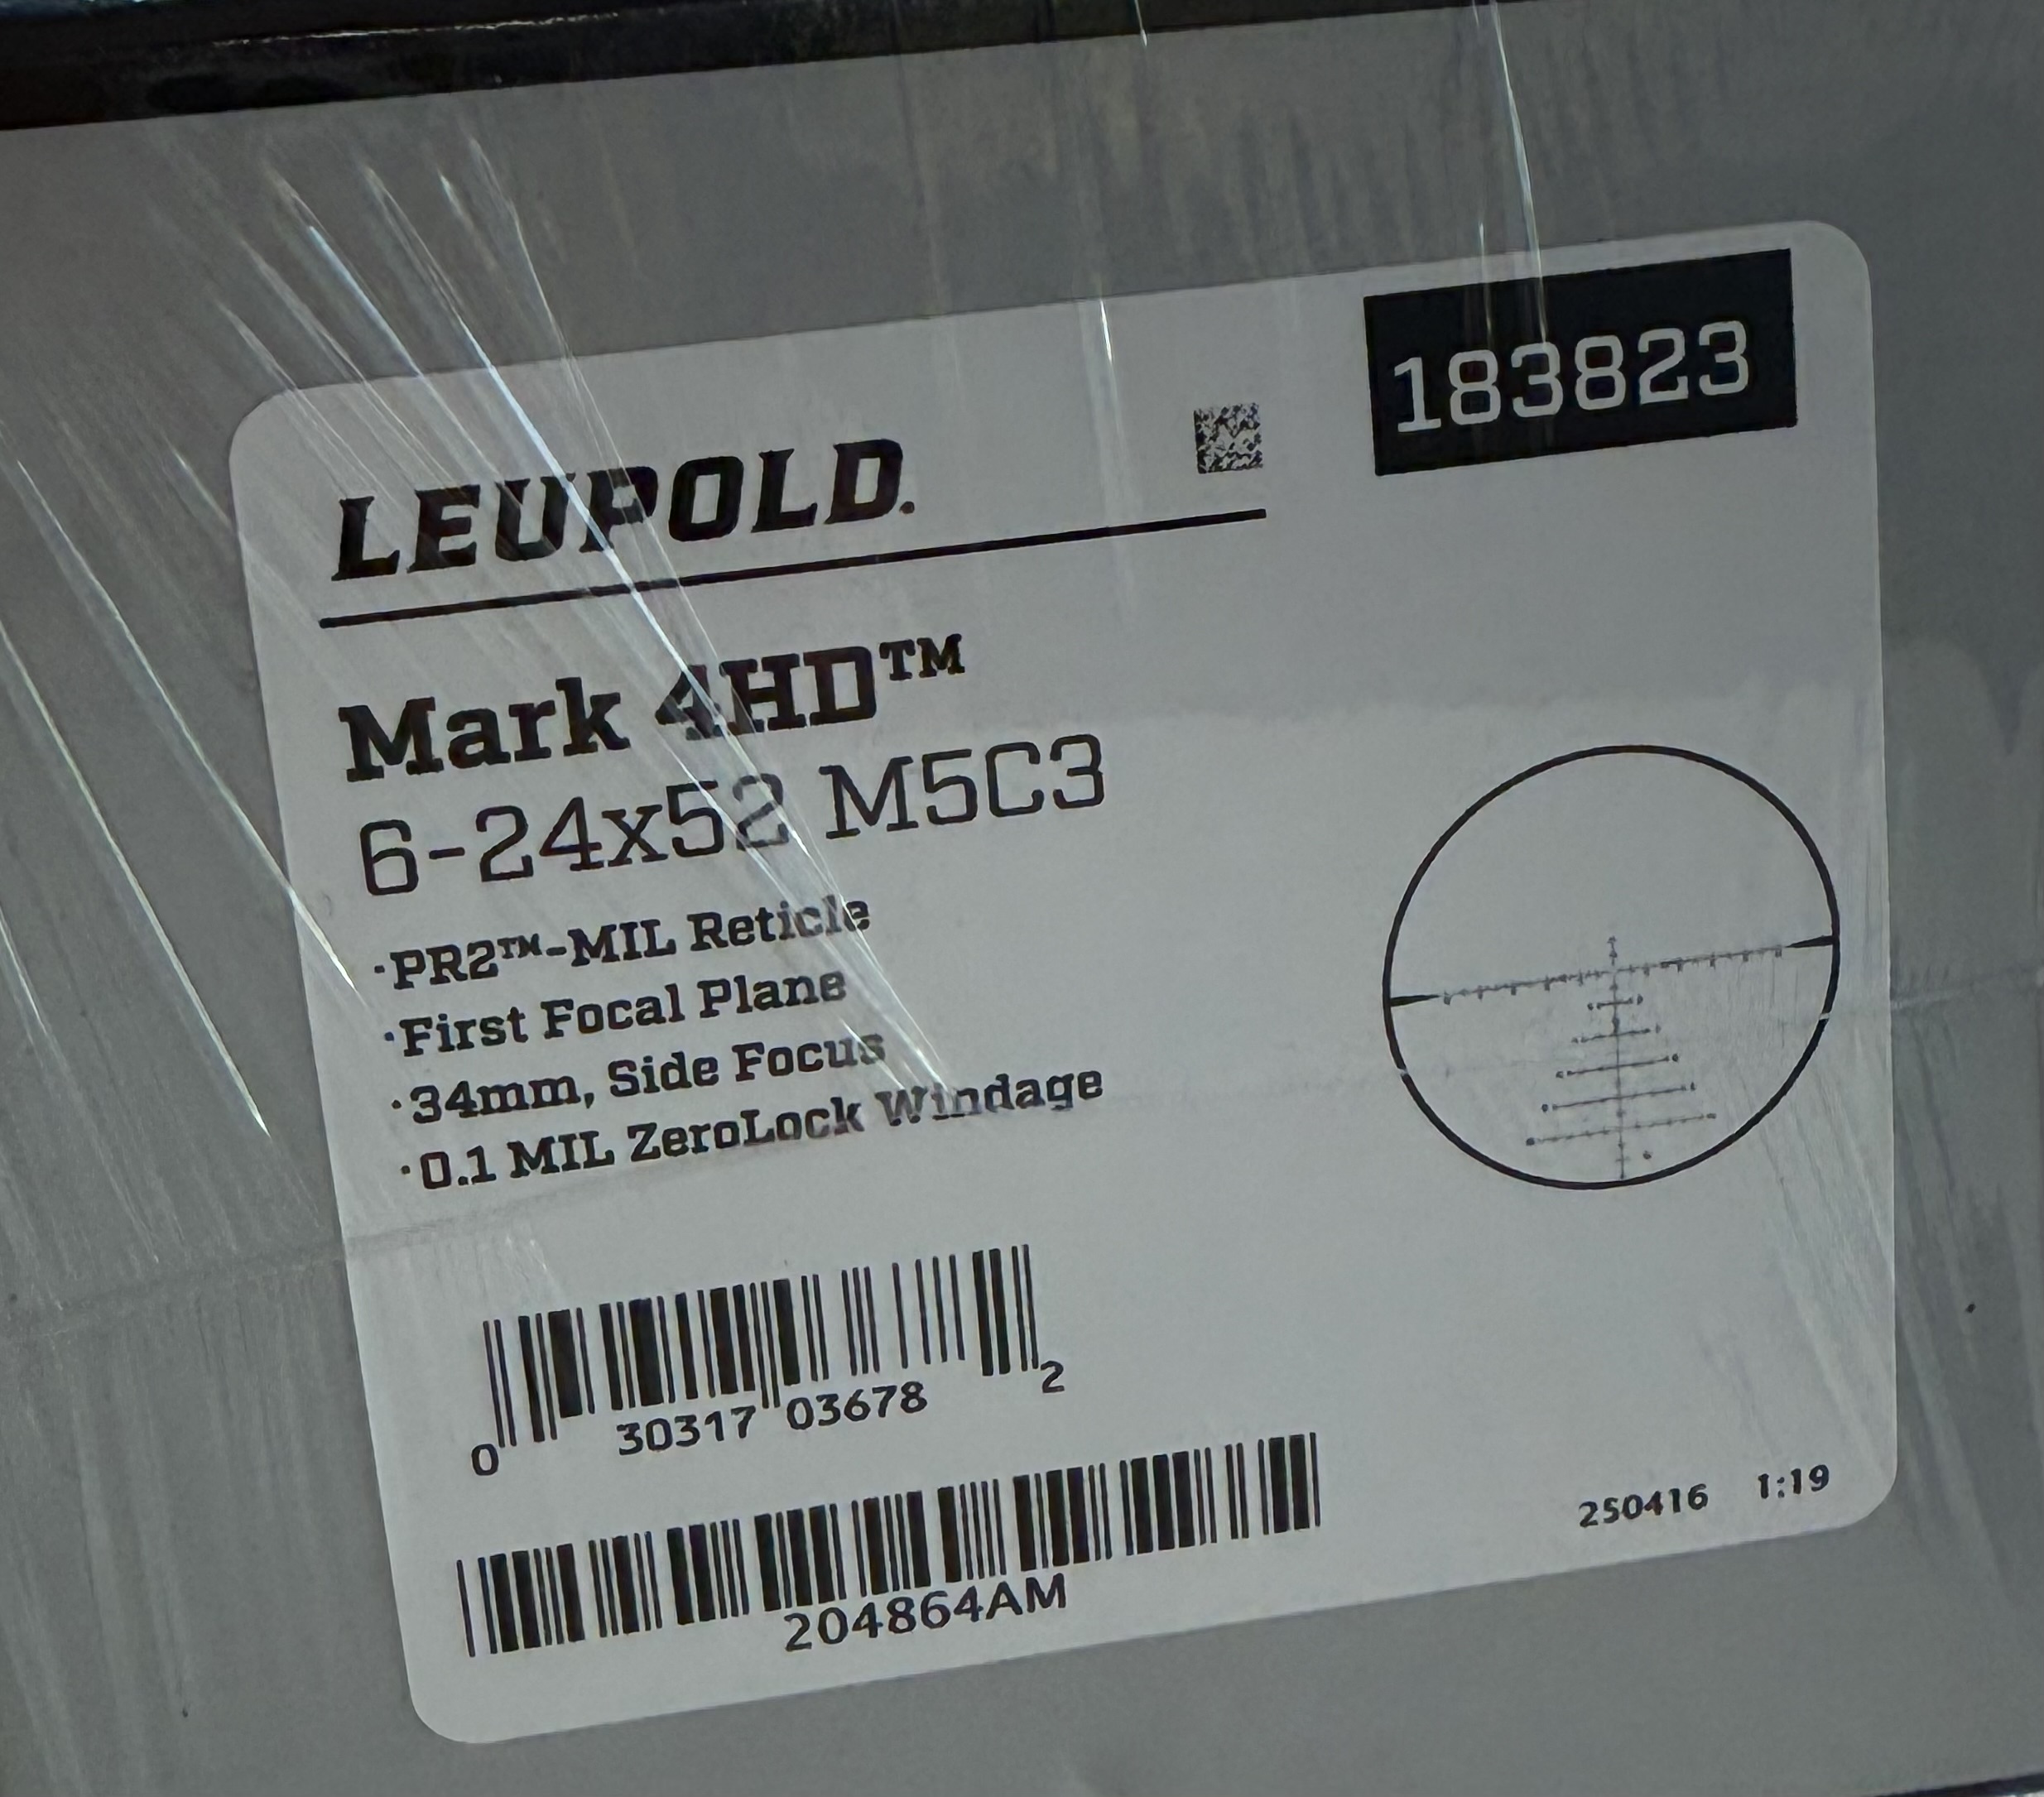 183823
LEUPOLD.
Mark 4HD™
6-24x52 M5C3
·PR2™-MIL Reticle
·First Focal Plane
·34mm, Side Focus
·0.1 MIL ZeroLock Windage
0 30317 03678 2
204864AM
250416 1:19